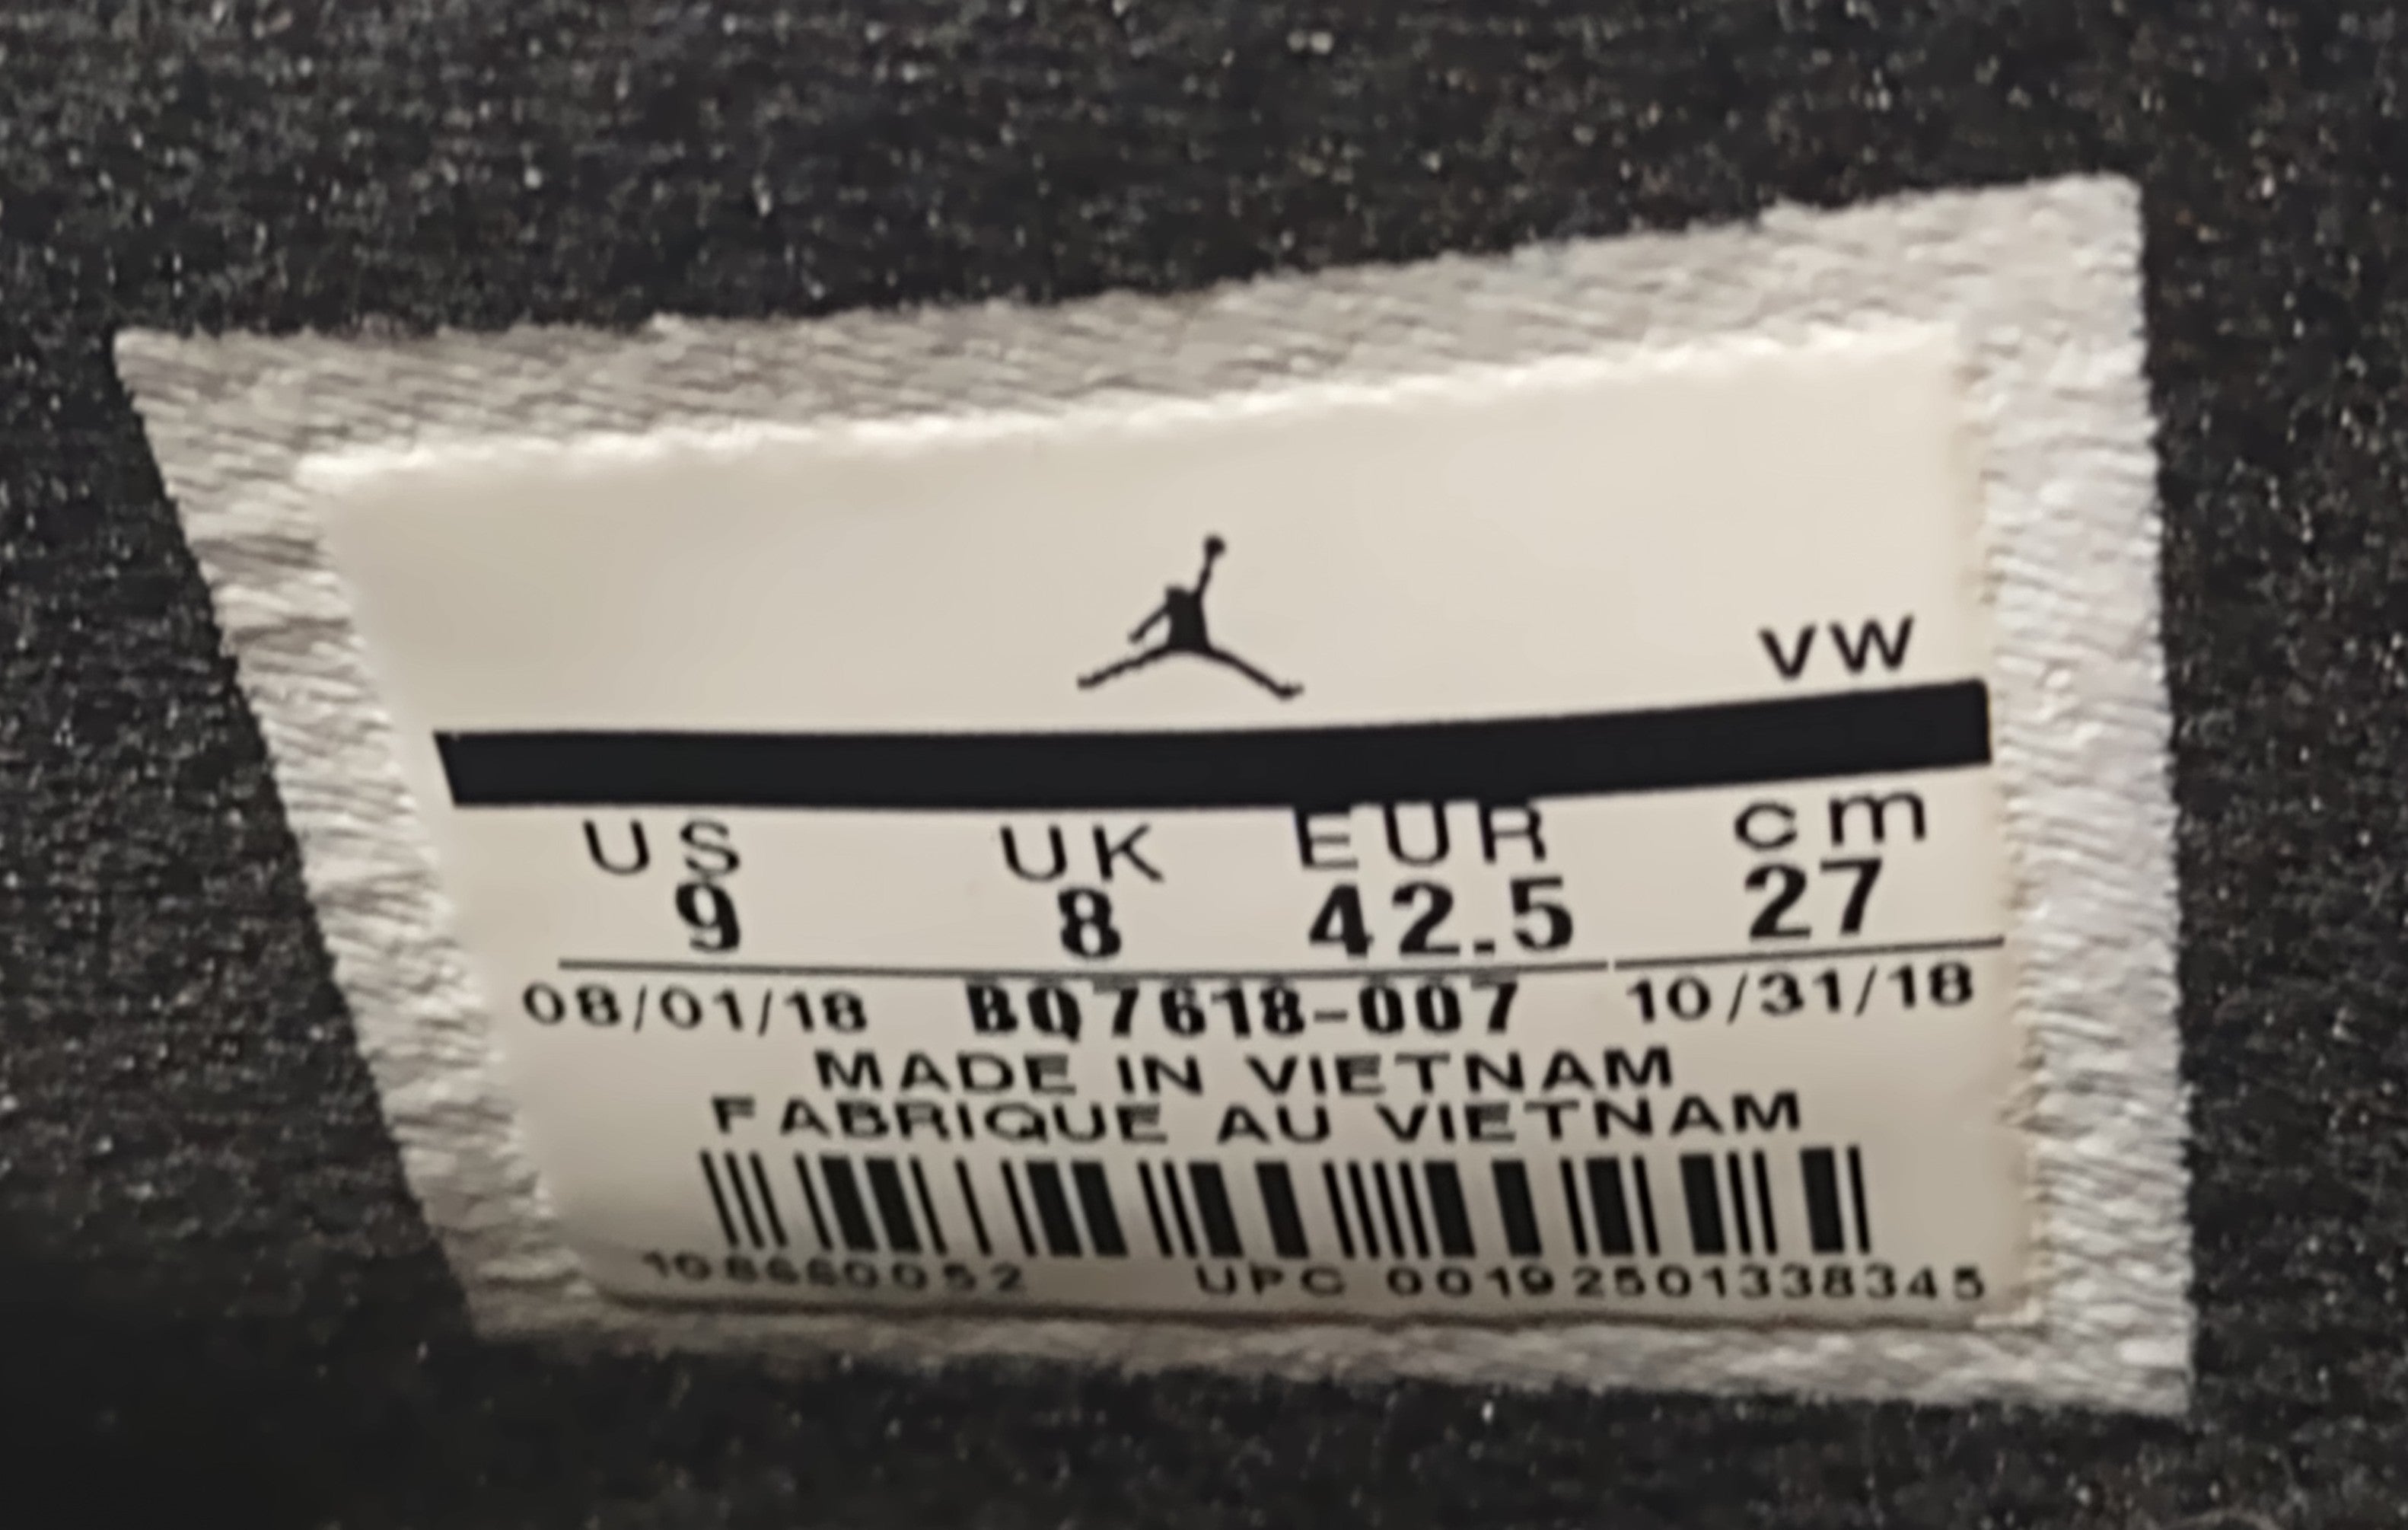 VW
US UK EUR cm
9 8 42.5 27
08/01/18 BQ7618-007 10/31/18
MADE IN VIETNAM
FABRIQUE AU VIETNAM
UPC 00192501338345